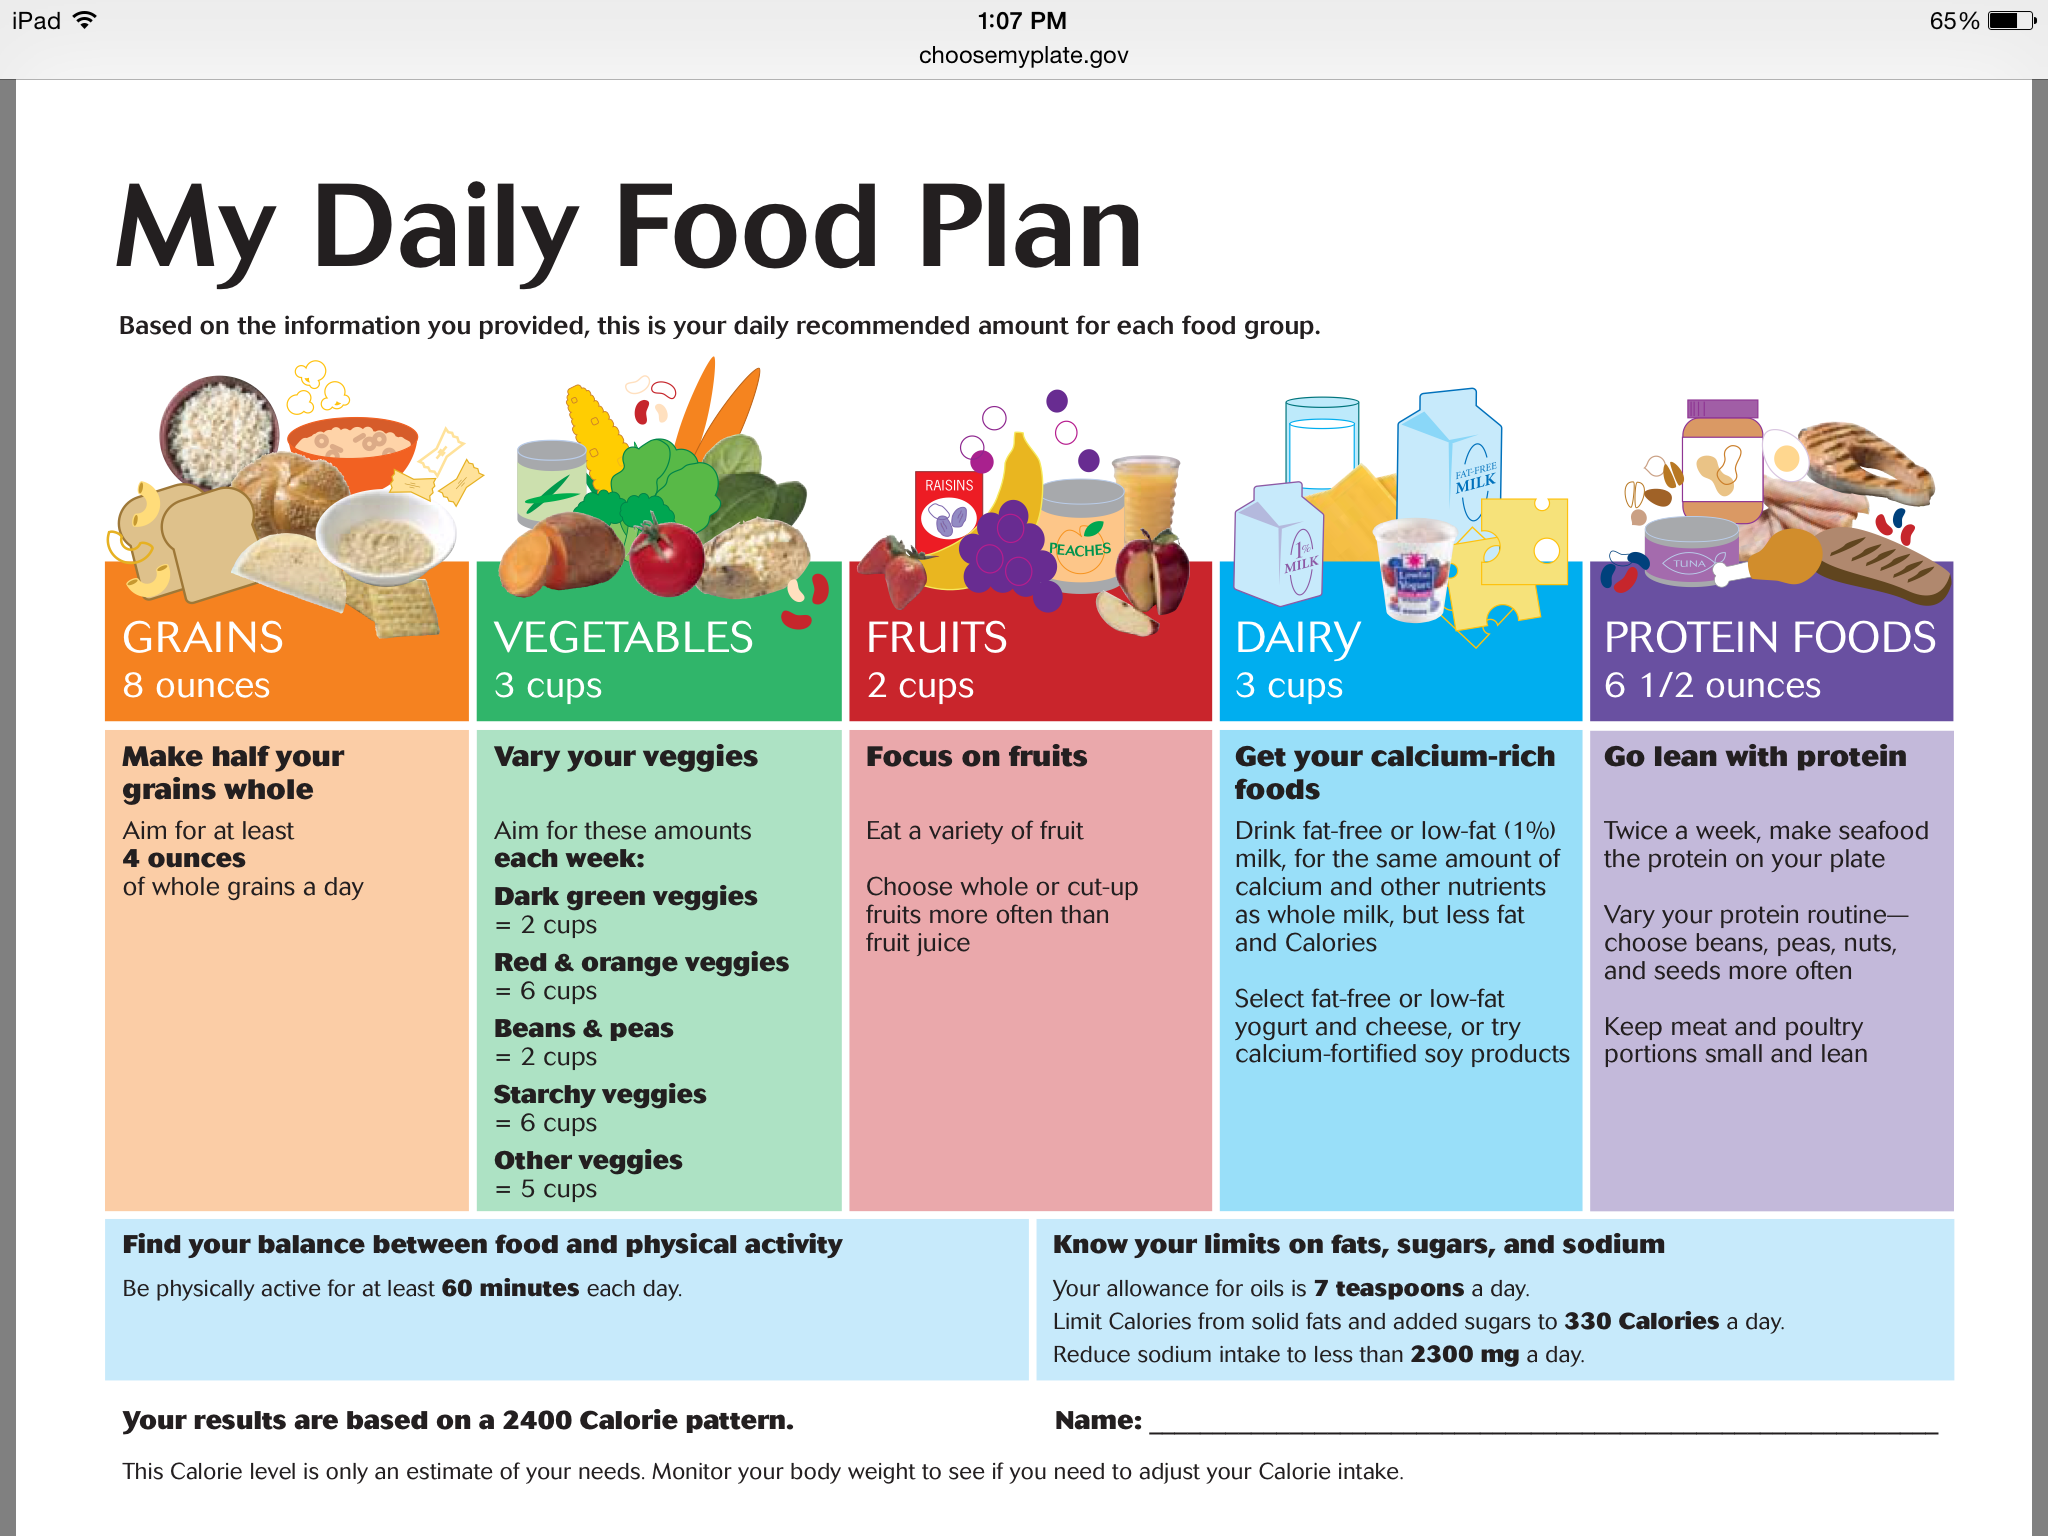 iPad
1:07 PM
65%
choosemyplate.gov
My Daily Food Plan
Based on the information you provided, this is your daily recommended amount for each food group.
RAISINS
PEACHES
1%
MILK
FAT-FREE
MILK
Lowfat
Yogurt
TUNA
GRAINS
8 ounces
VEGETABLES
3 cups
FRUITS
2 cups
DAIRY
3 cups
PROTEIN FOODS
6 1/2 ounces
Make half your
grains whole
Aim for at least
4 ounces
of whole grains a day
Vary your veggies
Aim for these amounts
each week:
Dark green veggies
= 2 cups
Red & orange veggies
= 6 cups
Beans & peas
= 2 cups
Starchy veggies
= 6 cups
Other veggies
= 5 cups
Focus on fruits
Eat a variety of fruit
Choose whole or cut-up
fruits more often than
fruit juice
Get your calcium-rich
foods
Drink fat-free or low-fat (1%)
milk, for the same amount of
calcium and other nutrients
as whole milk, but less fat
and Calories
Select fat-free or low-fat
yogurt and cheese, or try
calcium-fortified soy products
Go lean with protein
Twice a week, make seafood
the protein on your plate
Vary your protein routine—
choose beans, peas, nuts,
and seeds more often
Keep meat and poultry
portions small and lean
Find your balance between food and physical activity
Be physically active for at least 60 minutes each day.
Know your limits on fats, sugars, and sodium
Your allowance for oils is 7 teaspoons a day.
Limit Calories from solid fats and added sugars to 330 Calories a day.
Reduce sodium intake to less than 2300 mg a day.
Your results are based on a 2400 Calorie pattern.
Name:
This Calorie level is only an estimate of your needs. Monitor your body weight to see if you need to adjust your Calorie intake.